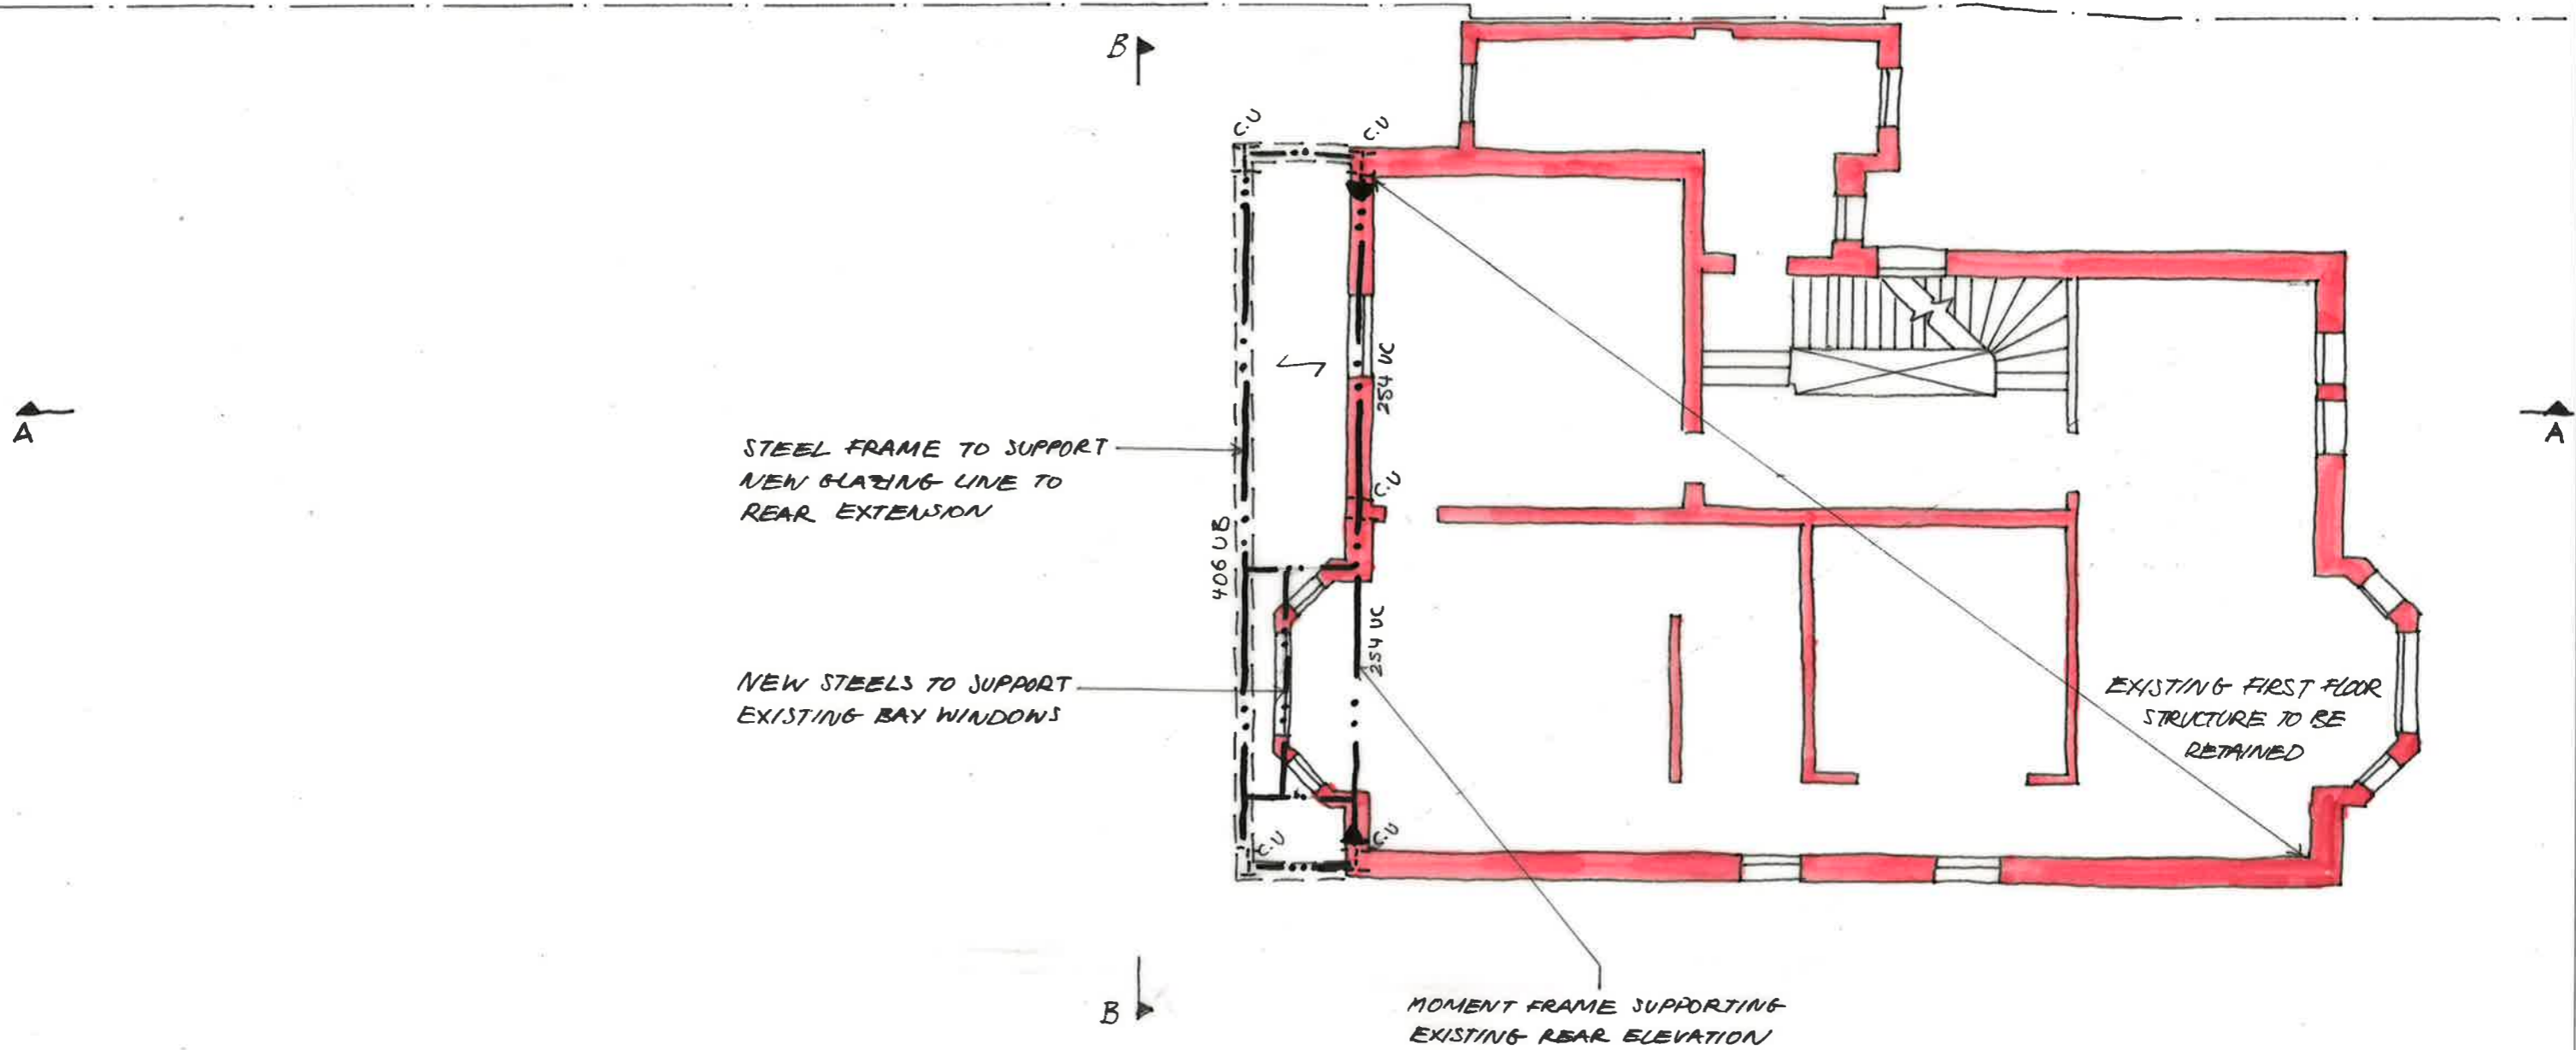 B
C.U
C.U
254 UC
A
A
STEEL FRAME TO SUPPORT
NEW GLAZING LINE TO
REAR EXTENSION
C.U
406 UB
254 UC
NEW STEELS TO SUPPORT
EXISTING BAY WINDOWS
EXISTING FIRST FLOOR
STRUCTURE TO BE
RETAINED
C.U
C.U
B
MOMENT FRAME SUPPORTING
EXISTING REAR ELEVATION